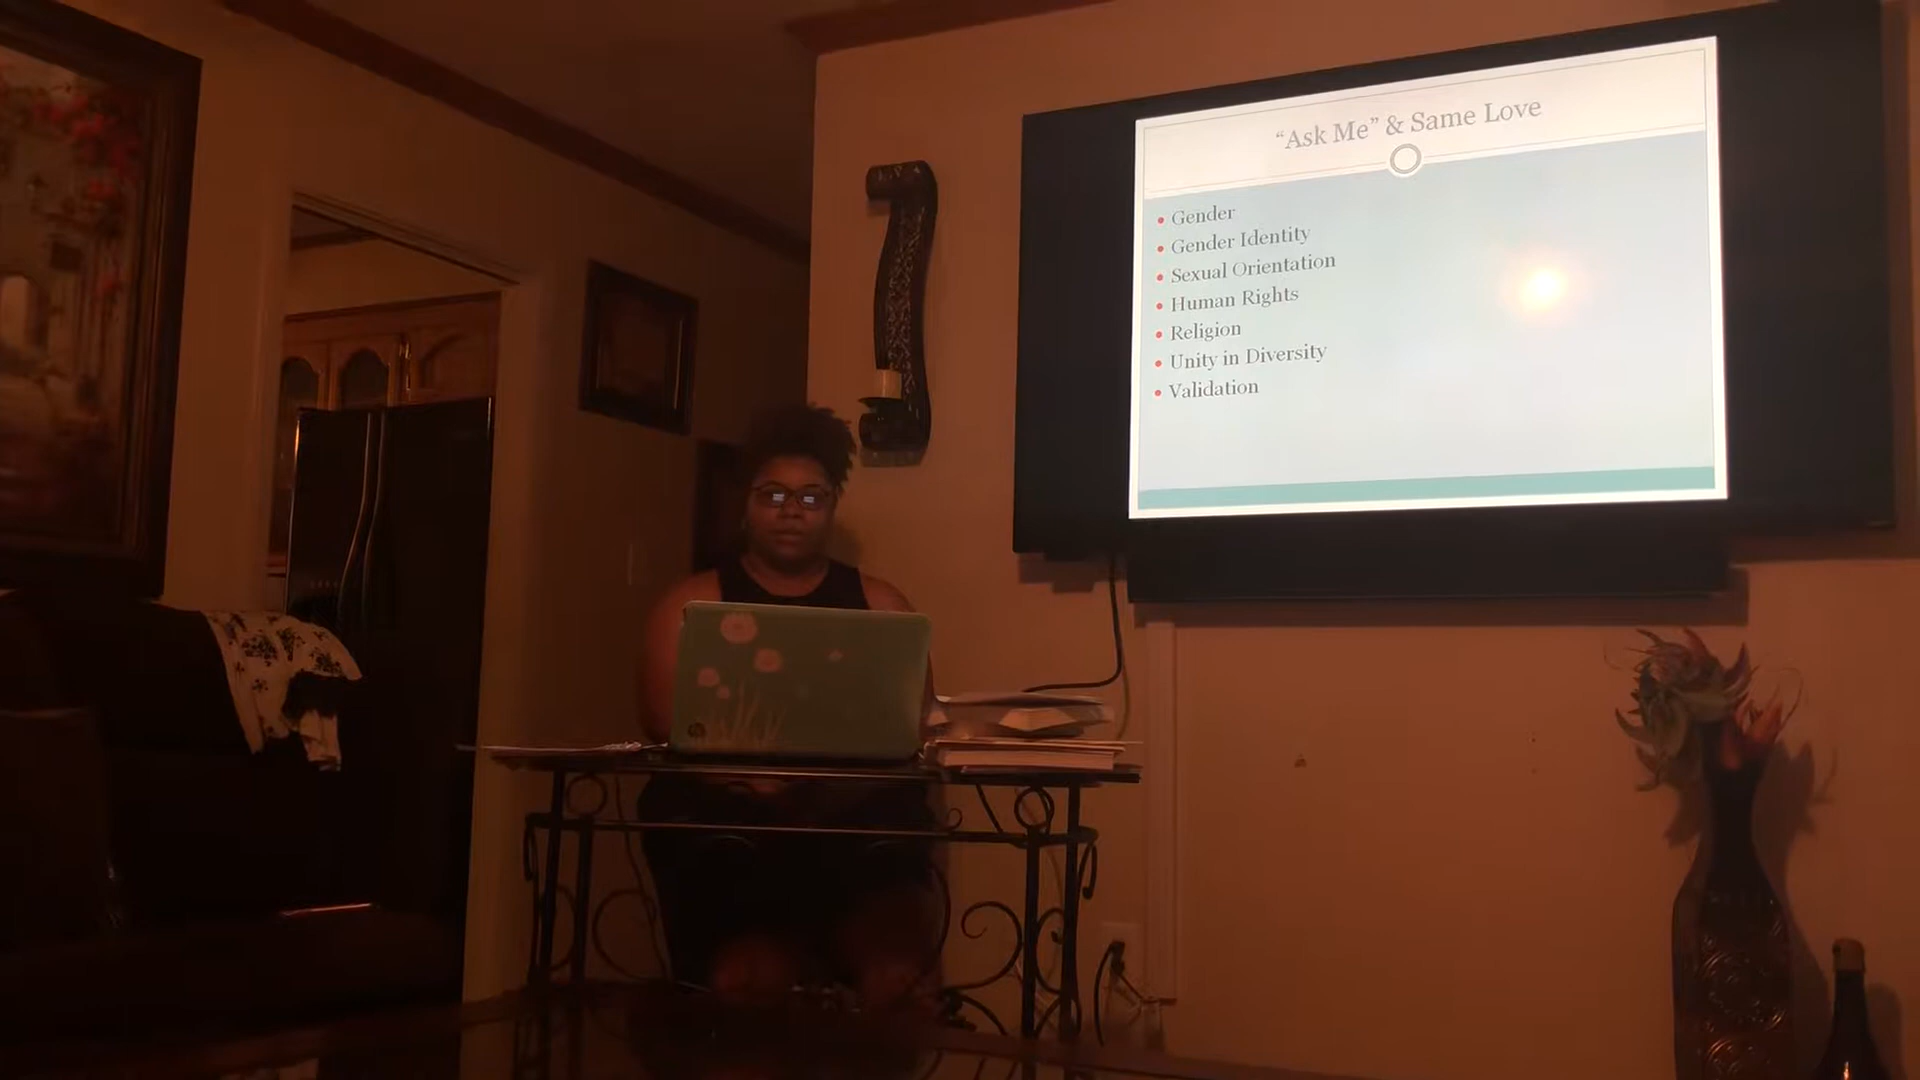 “Ask Me” & Same Love
Gender
Gender Identity
Sexual Orientation
Human Rights
Religion
Unity in Diversity
Validation